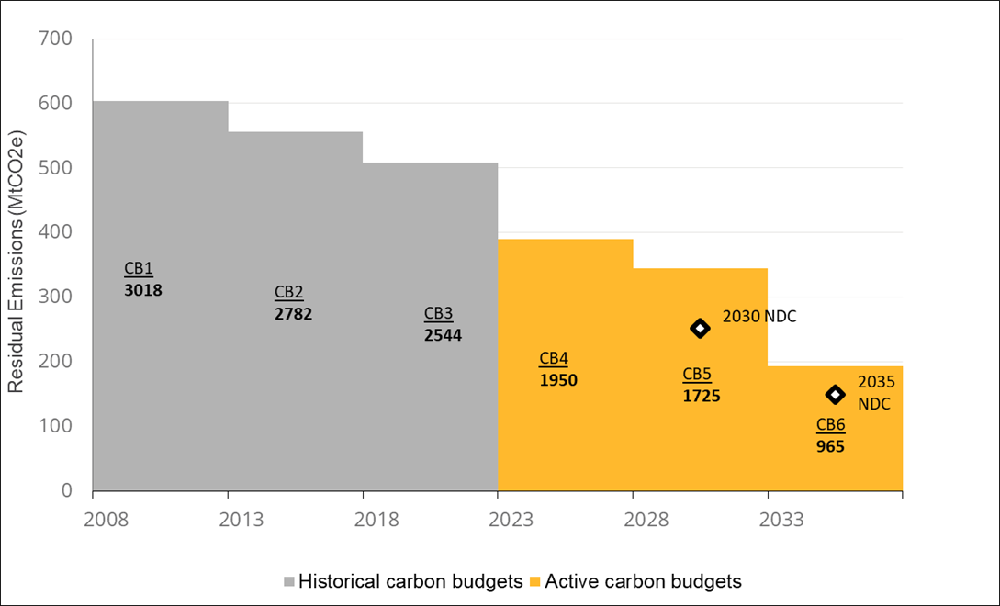 700
600
500
400
300
200
100
0
Residual Emissions (MtCO2e)
CB1
3018
CB2
2782
CB3
2544
CB4
1950
2030 NDC
CB5
1725
2035
NDC
CB6
965
2008
2013
2018
2023
2028
2033
Historical carbon budgets
Active carbon budgets